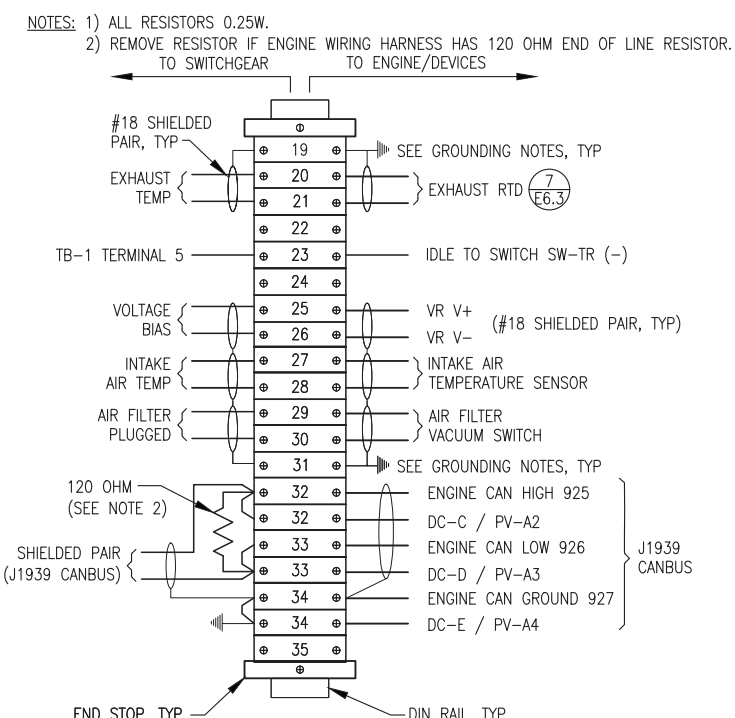 NOTES: 1) ALL RESISTORS 0.25W.
2) REMOVE RESISTOR IF ENGINE WIRING HARNESS HAS 120 OHM END OF LINE RESISTOR.
TO SWITCHGEAR TO ENGINE/DEVICES
#18 SHIELDED
PAIR, TYP
19 SEE GROUNDING NOTES, TYP
EXHAUST
TEMP
20
21
EXHAUST RTD 7
E6.3
22
TB-1 TERMINAL 5 23 IDLE TO SWITCH SW-TR (-)
24
VOLTAGE
BIAS
25 VR V+
26 VR V-
(#18 SHIELDED PAIR, TYP)
INTAKE
AIR TEMP
27
28
INTAKE AIR
TEMPERATURE SENSOR
AIR FILTER
PLUGGED
29
30
AIR FILTER
VACUUM SWITCH
31 SEE GROUNDING NOTES, TYP
120 OHM
(SEE NOTE 2)
32 ENGINE CAN HIGH 925
32 DC-C / PV-A2
SHIELDED PAIR
(J1939 CANBUS)
33 ENGINE CAN LOW 926
33 DC-D / PV-A3
J1939
CANBUS
34 ENGINE CAN GROUND 927
34 DC-E / PV-A4
35
END STOP, TYP DIN RAIL, TYP